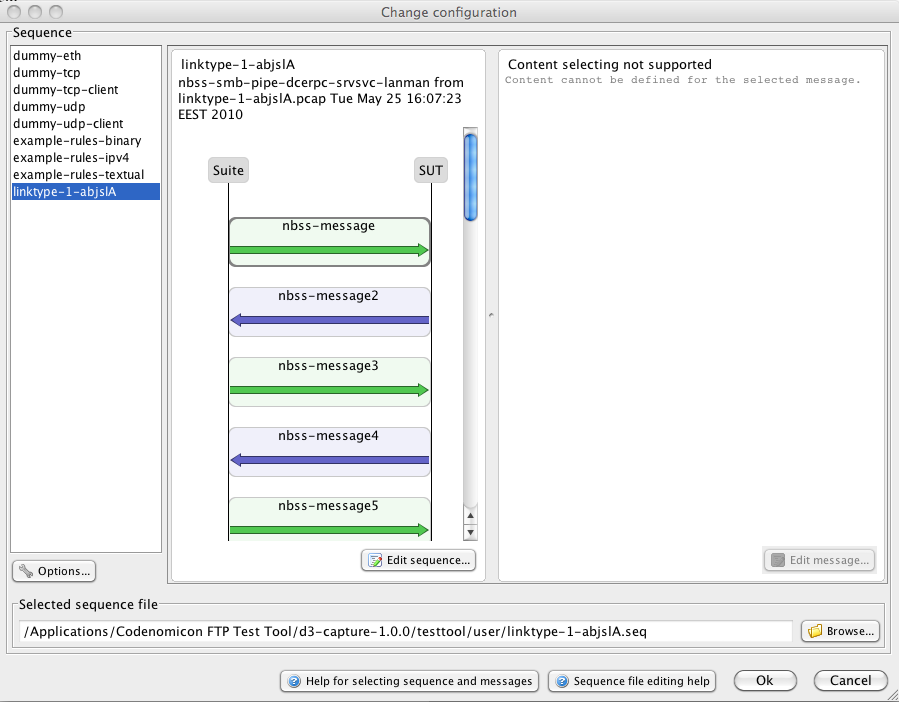 Change configuration
Sequence
dummy-eth
dummy-tcp
dummy-tcp-client
dummy-udp
dummy-udp-client
example-rules-binary
example-rules-ipv4
example-rules-textual
linktype-1-abjslA
Options...
linktype-1-abjslA
nbss-smb-pipe-dcerpc-srvsvc-lanman from
linktype-1-abjslA.pcap Tue May 25 16:07:23
EEST 2010
Suite
SUT
nbss-message
nbss-message2
nbss-message3
nbss-message4
nbss-message5
Edit sequence...
Content selecting not supported
Content cannot be defined for the selected message.
Edit message...
Selected sequence file
/Applications/Codenomicon FTP Test Tool/d3-capture-1.0.0/testtool/user/linktype-1-abjslA.seq
Browse...
Help for selecting sequence and messages
Sequence file editing help
Ok
Cancel